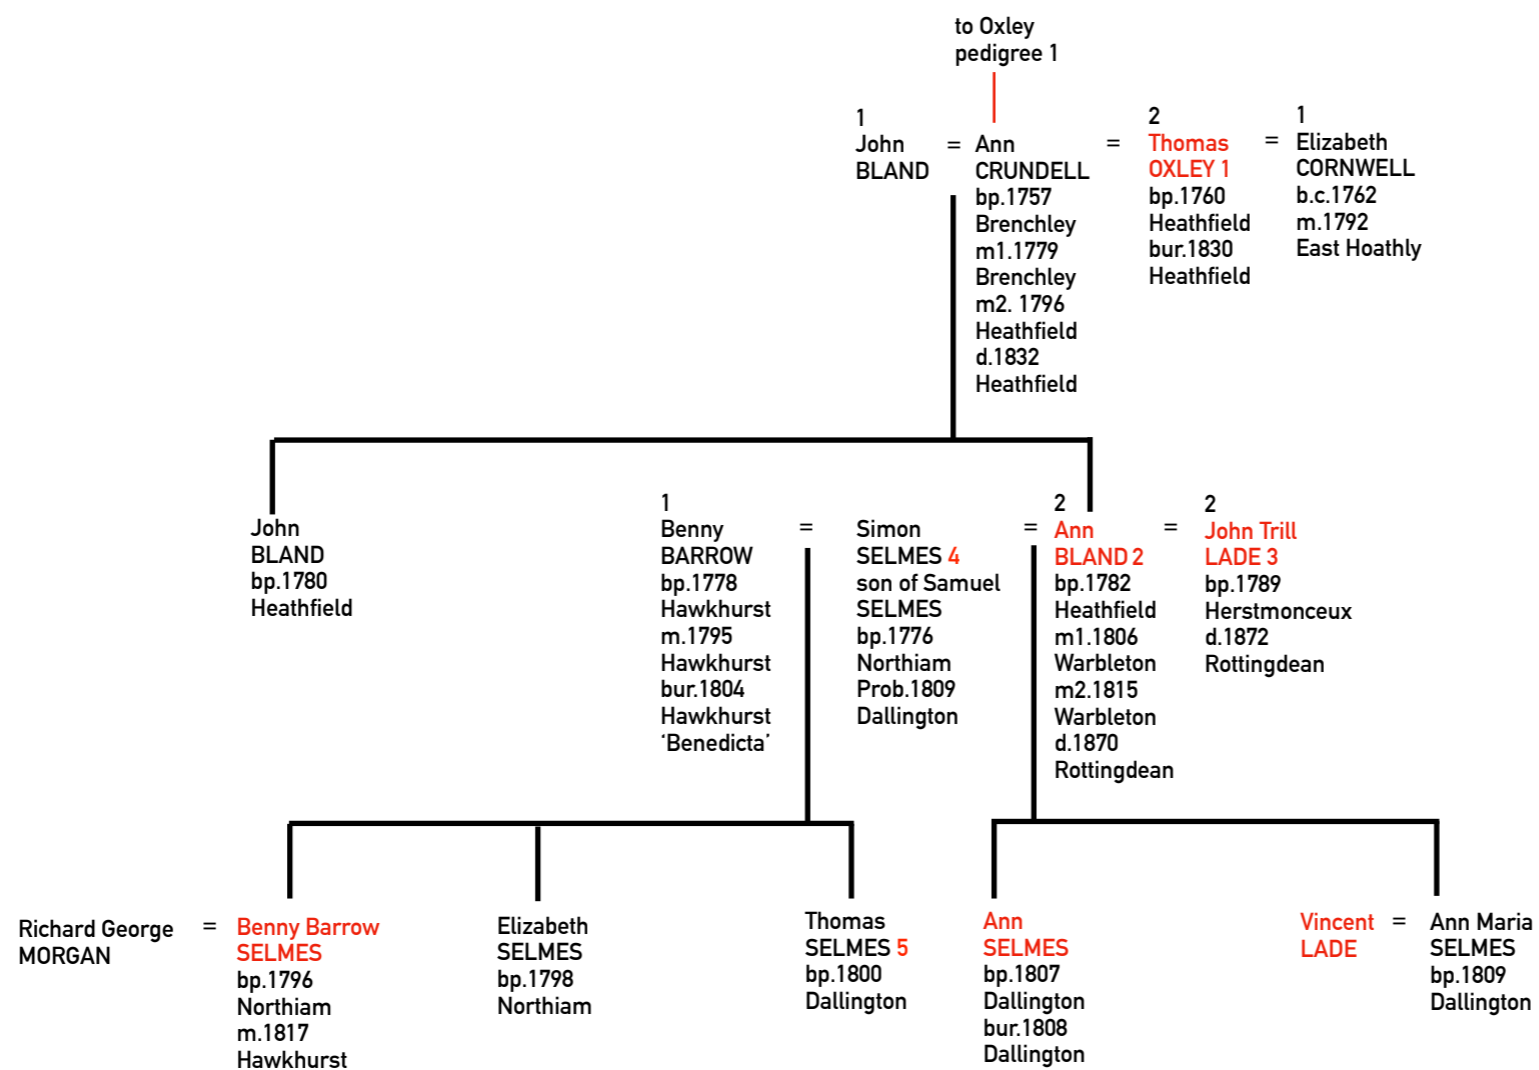 to Oxley
pedigree 1
1
John
BLAND
=
Ann
CRUNDELL
bp.1757
Brenchley
m1.1779
Brenchley
m2. 1796
Heathfield
d.1832
Heathfield
=
2
Thomas
OXLEY 1
bp.1760
Heathfield
bur.1830
Heathfield
=
1
Elizabeth
CORNWELL
b.c.1762
m.1792
East Hoathly
John
BLAND
bp.1780
Heathfield
1
Benny
BARROW
bp.1778
Hawkhurst
m.1795
Hawkhurst
bur.1804
Hawkhurst
‘Benedicta’
=
Simon
SELMES 4
son of Samuel
SELMES
bp.1776
Northiam
Prob.1809
Dallington
=
2
Ann
BLAND 2
bp.1782
Heathfield
m1.1806
Warbleton
m2.1815
Warbleton
d.1870
Rottingdean
=
2
John Trill
LADE 3
bp.1789
Herstmonceux
d.1872
Rottingdean
Richard George
MORGAN
=
Benny Barrow
SELMES
bp.1796
Northiam
m.1817
Hawkhurst
Elizabeth
SELMES
bp.1798
Northiam
Thomas
SELMES 5
bp.1800
Dallington
Ann
SELMES
bp.1807
Dallington
bur.1808
Dallington
Vincent
LADE
=
Ann Maria
SELMES
bp.1809
Dallington